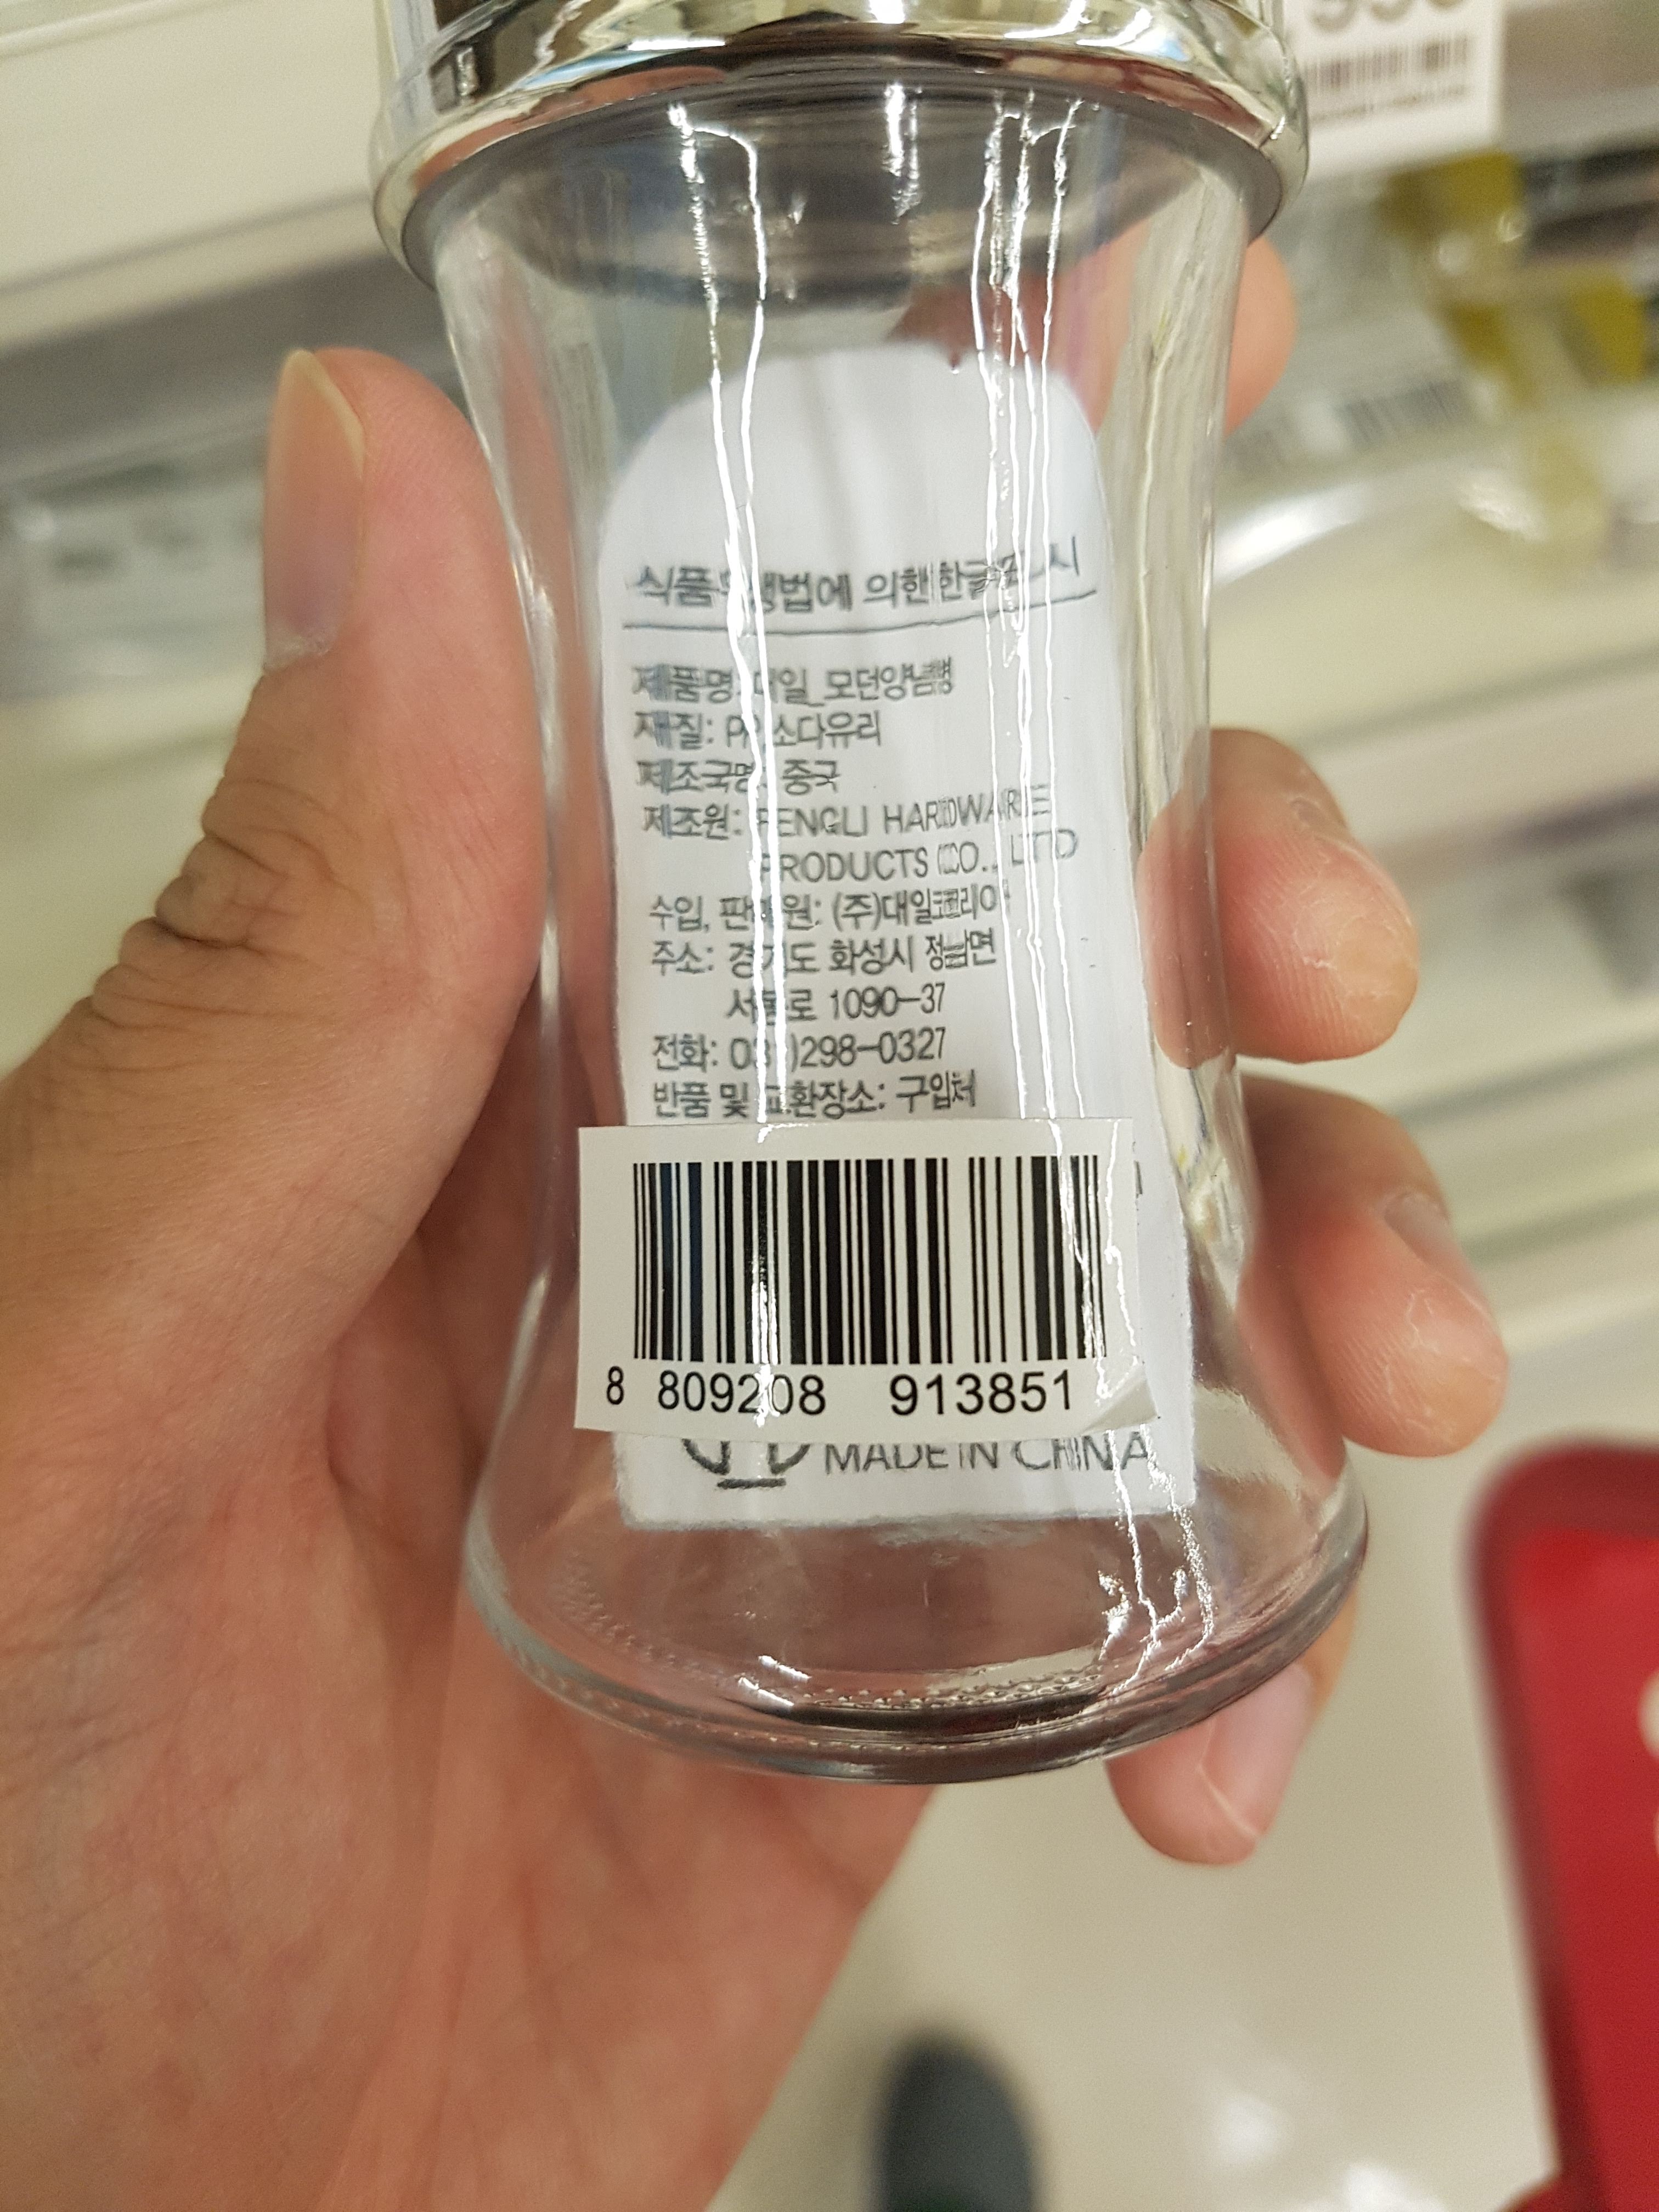 식품위생법에 의한 한글표시
제품명: 대일_모던양념병
재질: PP, 소다유리
제조국명: 중국
제조원: FENGLI HARDWARE
PRODUCTS CO., LTD
수입, 판매원: (주)대일코리아
주소: 경기도 화성시 정남면
서봉로 1090-37
전화: 031)298-0327
반품 및 교환장소: 구입처
8 809208 913851
MADE IN CHINA